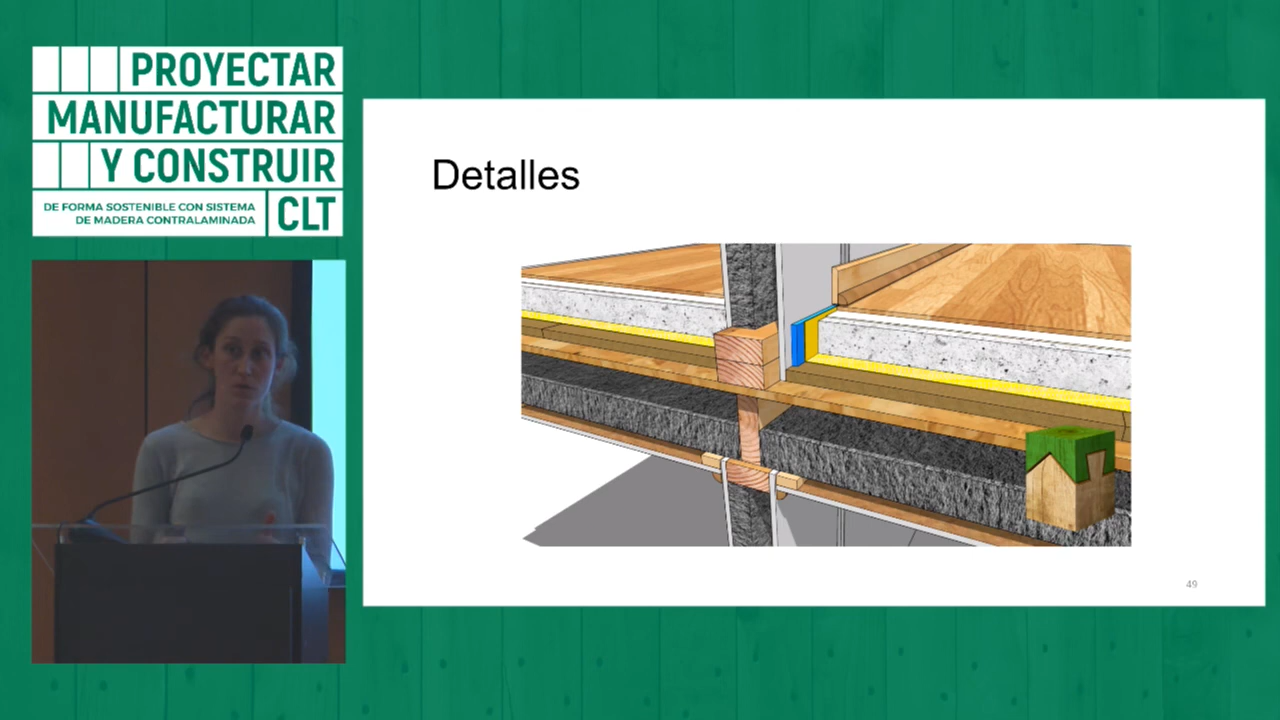 PROYECTAR
MANUFACTURAR
Y CONSTRUIR
DE FORMA SOSTENIBLE CON SISTEMA
DE MADERA CONTRALAMINADA
CLT
Detalles
49